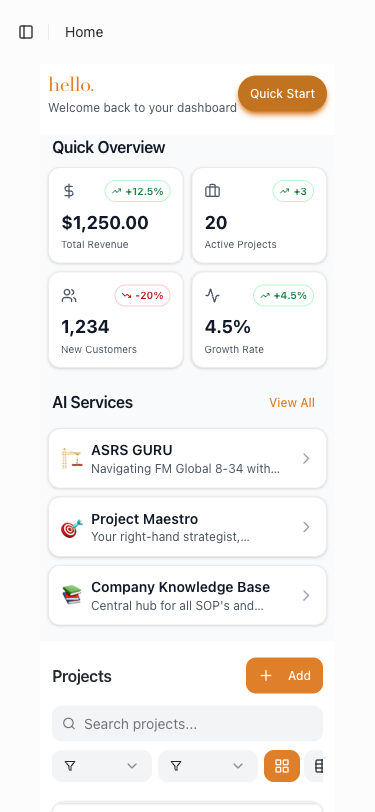 Home
hello.
Welcome back to your dashboard
Quick Start
Quick Overview
+12.5%
$1,250.00
Total Revenue
+3
20
Active Projects
-20%
1,234
New Customers
+4.5%
4.5%
Growth Rate
AI Services
View All
ASRS GURU
Navigating FM Global 8-34 with...
Project Maestro
Your right-hand strategist,...
Company Knowledge Base
Central hub for all SOP's and...
Projects
Add
Search projects...